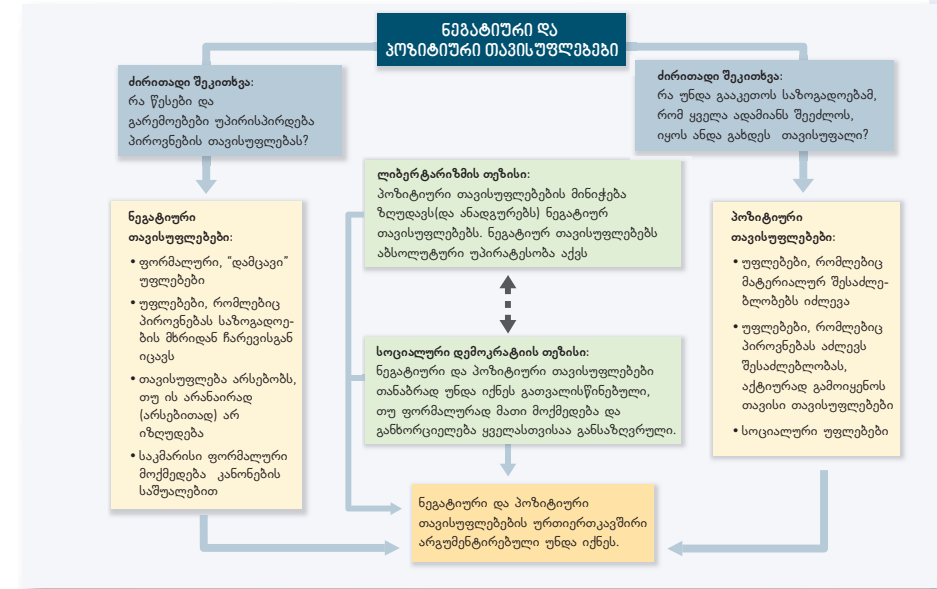 ნეგატიური და
პოზიტიური თავისუფლებები
ძირითადი შეკითხვა:
რა წესები და
გარემოებები უპირისპირდება
პიროვნების თავისუფლებას?
ძირითადი შეკითხვა:
რა უნდა გააკეთოს საზოგადოებამ,
რომ ყველა ადამიანს შეეძლოს,
იყოს ანდა გახდეს თავისუფალი?
ლიბერტარიზმის თეზისი:
პოზიტიური თავისუფლებების მინიჭება
ზღუდავს(და ანადგურებს) ნეგატიურ
თავისუფლებებს. ნეგატიურ თავისუფლებებს
აბსოლუტური უპირატესობა აქვს
ნეგატიური
თავისუფლებები:
• ფორმალური, “დამცავი”
უფლებები
• უფლებები, რომლებიც
პიროვნებას საზოგადოე-
ბის მხრიდან ჩარევისგან
იცავს
• თავისუფლება არსებობს,
თუ ის არანაირად
(არსებითად) არ
იზღუდება
• საკმარისი ფორმალური
მოქმედება კანონების
საშუალებით
პოზიტიური
თავისუფლებები:
• უფლებები, რომლებიც
მატერიალურ შესაძლე-
ბლობებს იძლევა
• უფლებები, რომლებიც
პიროვნებას აძლევს
შესაძლებლობას,
აქტიურად გამოიყენოს
თავისი თავისუფლებები
• სოციალური უფლებები
სოციალური დემოკრატიის თეზისი:
ნეგატიური და პოზიტიური თავისუფლებები
თანაბრად უნდა იქნეს გათვალისწინებული,
თუ ფორმალურად მათი მოქმედება და
განხორციელება ყველასთვისაა განსაზღვრული.
ნეგატიური და პოზიტიური
თავისუფლებების ურთიერთკავშირი
არგუმენტირებული უნდა იქნეს.